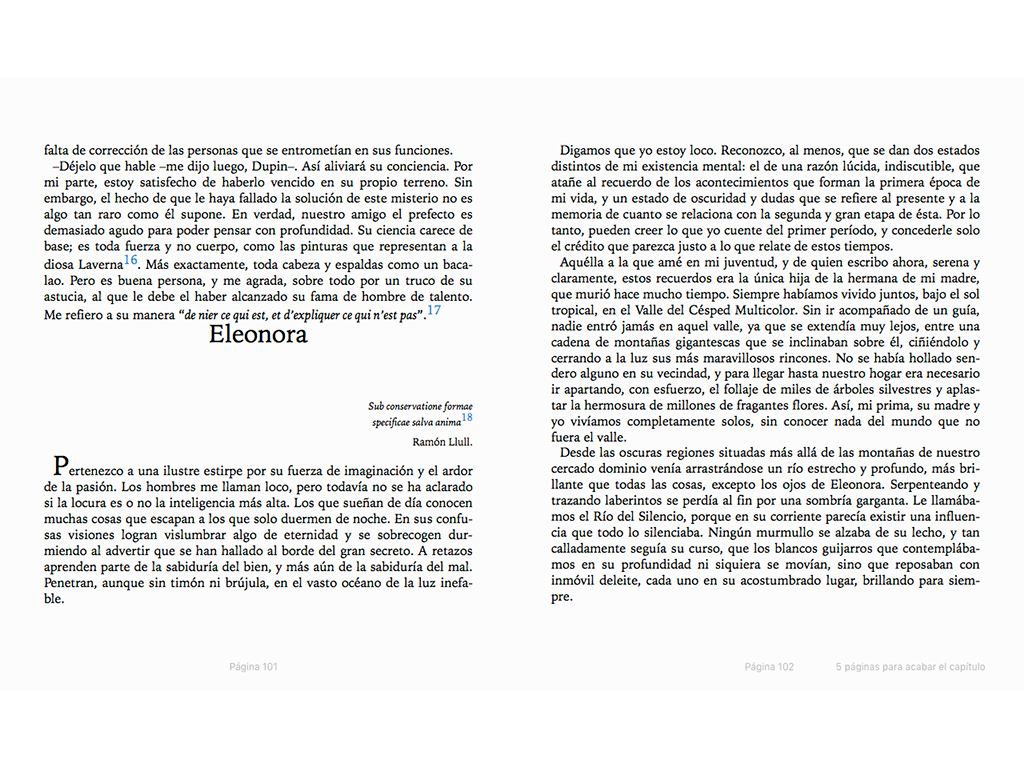 falta de corrección de las personas que se entrometían en sus funciones.
–Déjelo que hable –me dijo luego, Dupin–. Así aliviará su conciencia. Por
mi parte, estoy satisfecho de haberlo vencido en su propio terreno. Sin
embargo, el hecho de que le haya fallado la solución de este misterio no es
algo tan raro como él supone. En verdad, nuestro amigo el prefecto es
demasiado agudo para poder pensar con profundidad. Su ciencia carece de
base; es toda fuerza y no cuerpo, como las pinturas que representan a la
diosa Laverna16. Más exactamente, toda cabeza y espaldas como un baca-
lao. Pero es buena persona, y me agrada, sobre todo por un truco de su
astucia, al que le debe el haber alcanzado su fama de hombre de talento.
Me refiero a su manera “de nier ce qui est, et d’expliquer ce qui n’est pas”.17
Eleonora
Sub conservatione formae
specificae salva anima18
Ramón Llull.
Pertenezco a una ilustre estirpe por su fuerza de imaginación y el ardor
de la pasión. Los hombres me llaman loco, pero todavía no se ha aclarado
si la locura es o no la inteligencia más alta. Los que sueñan de día conocen
muchas cosas que escapan a los que solo duermen de noche. En sus confu-
sas visiones logran vislumbrar algo de eternidad y se sobrecogen dur-
miendo al advertir que se han hallado al borde del gran secreto. A retazos
aprenden parte de la sabiduría del bien, y más aún de la sabiduría del mal.
Penetran, aunque sin timón ni brújula, en el vasto océano de la luz inefa-
ble.
Página 101
Digamos que yo estoy loco. Reconozco, al menos, que se dan dos estados
distintos de mi existencia mental: el de una razón lúcida, indiscutible, que
atañe al recuerdo de los acontecimientos que forman la primera época de
mi vida, y un estado de oscuridad y dudas que se refiere al presente y a la
memoria de cuanto se relaciona con la segunda y gran etapa de ésta. Por lo
tanto, pueden creer lo que yo cuente del primer período, y concederle solo
el crédito que parezca justo a lo que relate de estos tiempos.
Aquélla a la que amé en mi juventud, y de quien escribo ahora, serena y
claramente, estos recuerdos era la única hija de la hermana de mi madre,
que murió hace mucho tiempo. Siempre habíamos vivido juntos, bajo el sol
tropical, en el Valle del Césped Multicolor. Sin ir acompañado de un guía,
nadie entró jamás en aquel valle, ya que se extendía muy lejos, entre una
cadena de montañas gigantescas que se inclinaban sobre él, ciñiéndolo y
cerrando a la luz sus más maravillosos rincones. No se había hollado sen-
dero alguno en su vecindad, y para llegar hasta nuestro hogar era necesario
ir apartando, con esfuerzo, el follaje de miles de árboles silvestres y aplas-
tar la hermosura de millones de fragantes flores. Así, mi prima, su madre y
yo vivíamos completamente solos, sin conocer nada del mundo que no
fuera el valle.
Desde las oscuras regiones situadas más allá de las montañas de nuestro
cercado dominio venía arrastrándose un río estrecho y profundo, más bri-
llante que todas las cosas, excepto los ojos de Eleonora. Serpenteando y
trazando laberintos se perdía al fin por una sombría garganta. Le llamába-
mos el Río del Silencio, porque en su corriente parecía existir una influen-
cia que todo lo silenciaba. Ningún murmullo se alzaba de su lecho, y tan
calladamente seguía su curso, que los blancos guijarros que contemplába-
mos en su profundidad ni siquiera se movían, sino que reposaban con
inmóvil deleite, cada uno en su acostumbrado lugar, brillando para siem-
pre.
Página 102
5 páginas para acabar el capítulo